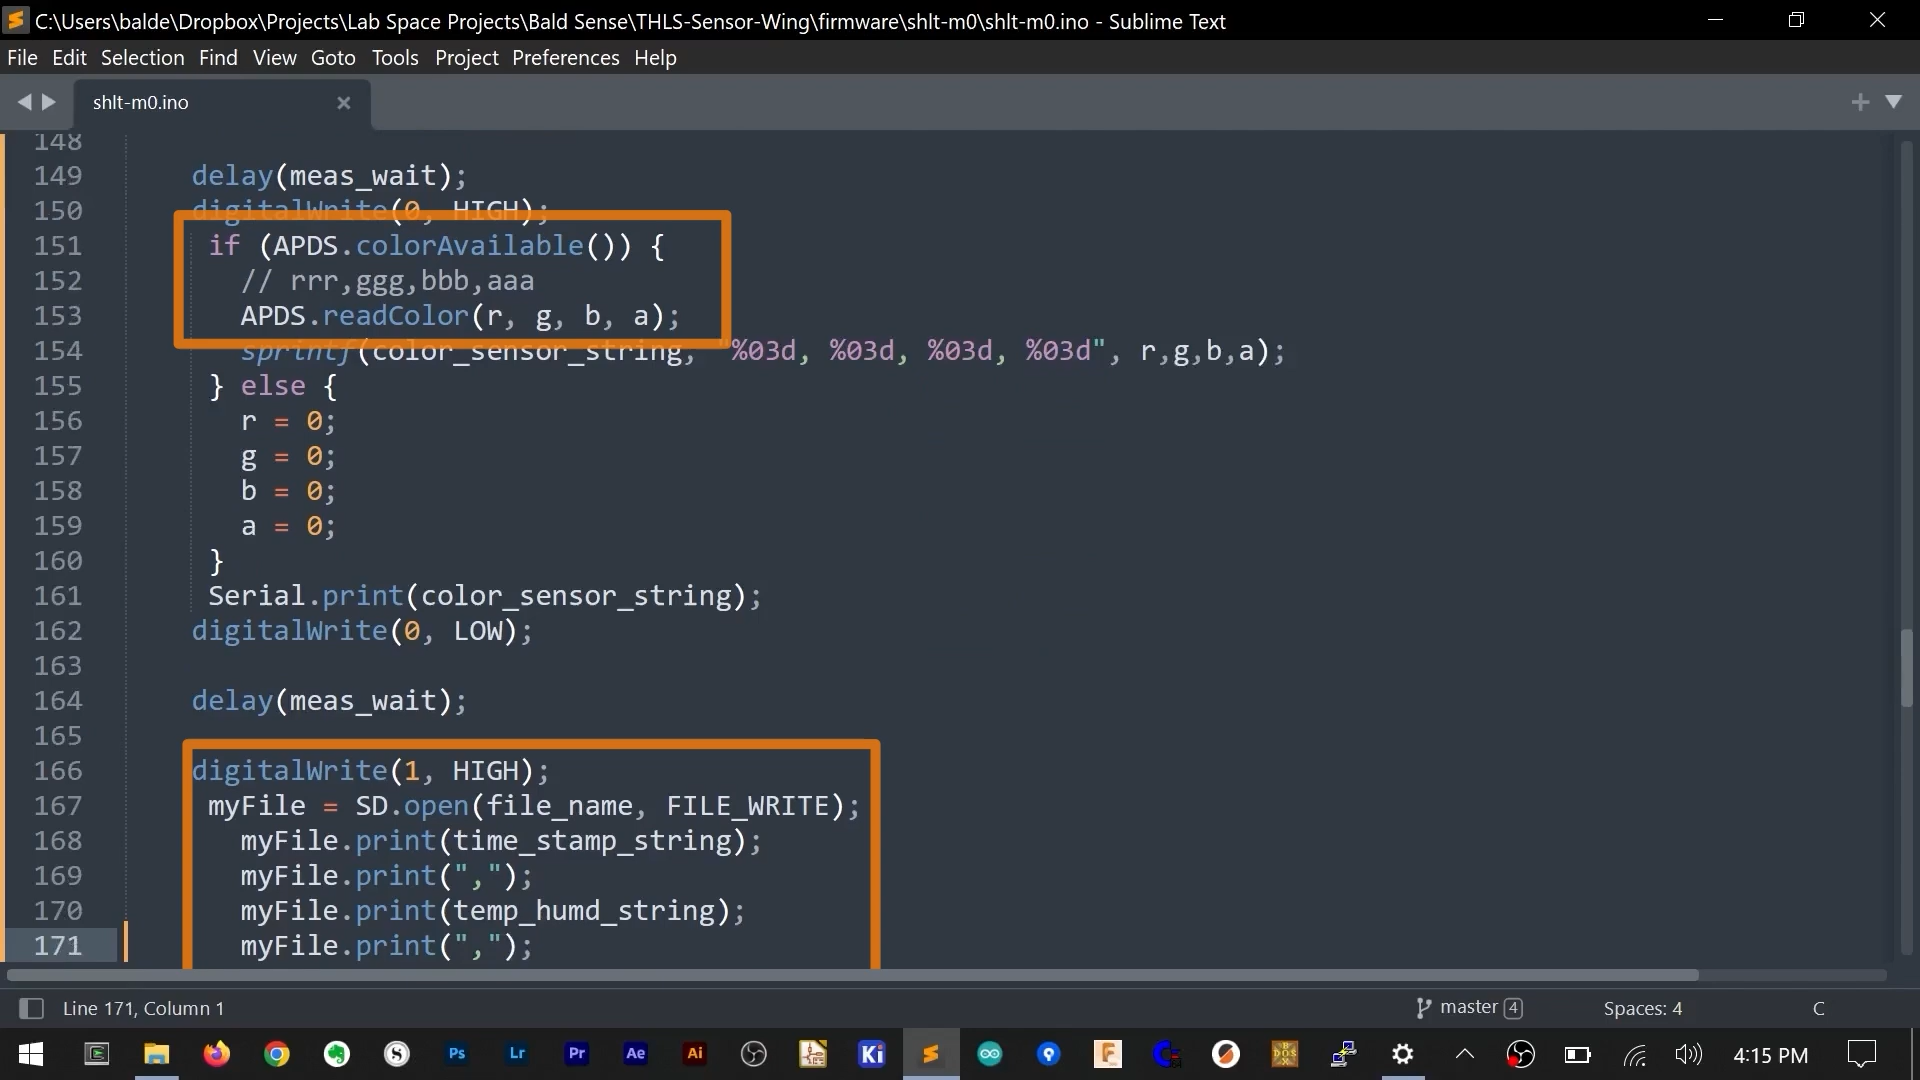 C:\Users\balde\Dropbox\Projects\Lab Space Projects\Bald Sense\THLS-Sensor-Wing\firmware\shlt-m0\shlt-m0.ino - Sublime Text
File Edit Selection Find View Goto Tools Project Preferences Help
shlt-m0.ino
148
149 delay(meas_wait);
150 digitalWrite(0, HIGH);
151 if (APDS.colorAvailable()) {
152 // rrr,ggg,bbb,aaa
153 APDS.readColor(r, g, b, a);
154 sprintf(color_sensor_string, "%03d, %03d, %03d, %03d", r,g,b,a);
155 } else {
156 r = 0;
157 g = 0;
158 b = 0;
159 a = 0;
160 }
161 Serial.print(color_sensor_string);
162 digitalWrite(0, LOW);
163
164 delay(meas_wait);
165
166 digitalWrite(1, HIGH);
167 myFile = SD.open(file_name, FILE_WRITE);
168 myFile.print(time_stamp_string);
169 myFile.print(",");
170 myFile.print(temp_humd_string);
171 myFile.print(",");
Line 171, Column 1 master 4 Spaces: 4 C
Ps Lr Pr Ae Ai Ki 4:15 PM